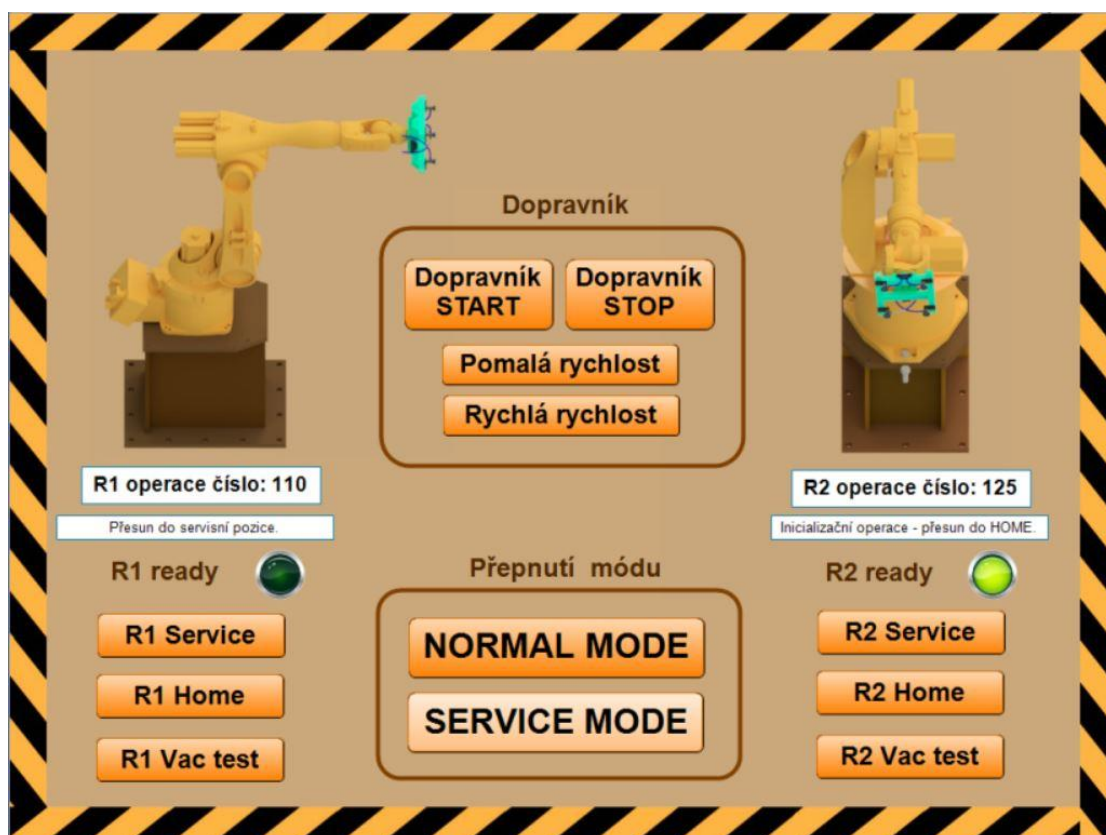 Dopravník
Dopravník
START
Dopravník
STOP
Pomalá rychlost
Rychlá rychlost
R1 operace číslo: 110
Přesun do servisní pozice.
R1 ready
R1 Service
R1 Home
R1 Vac test
Přepnutí módu
NORMAL MODE
SERVICE MODE
R2 operace číslo: 125
Inicializační operace - přesun do HOME.
R2 ready
R2 Service
R2 Home
R2 Vac test